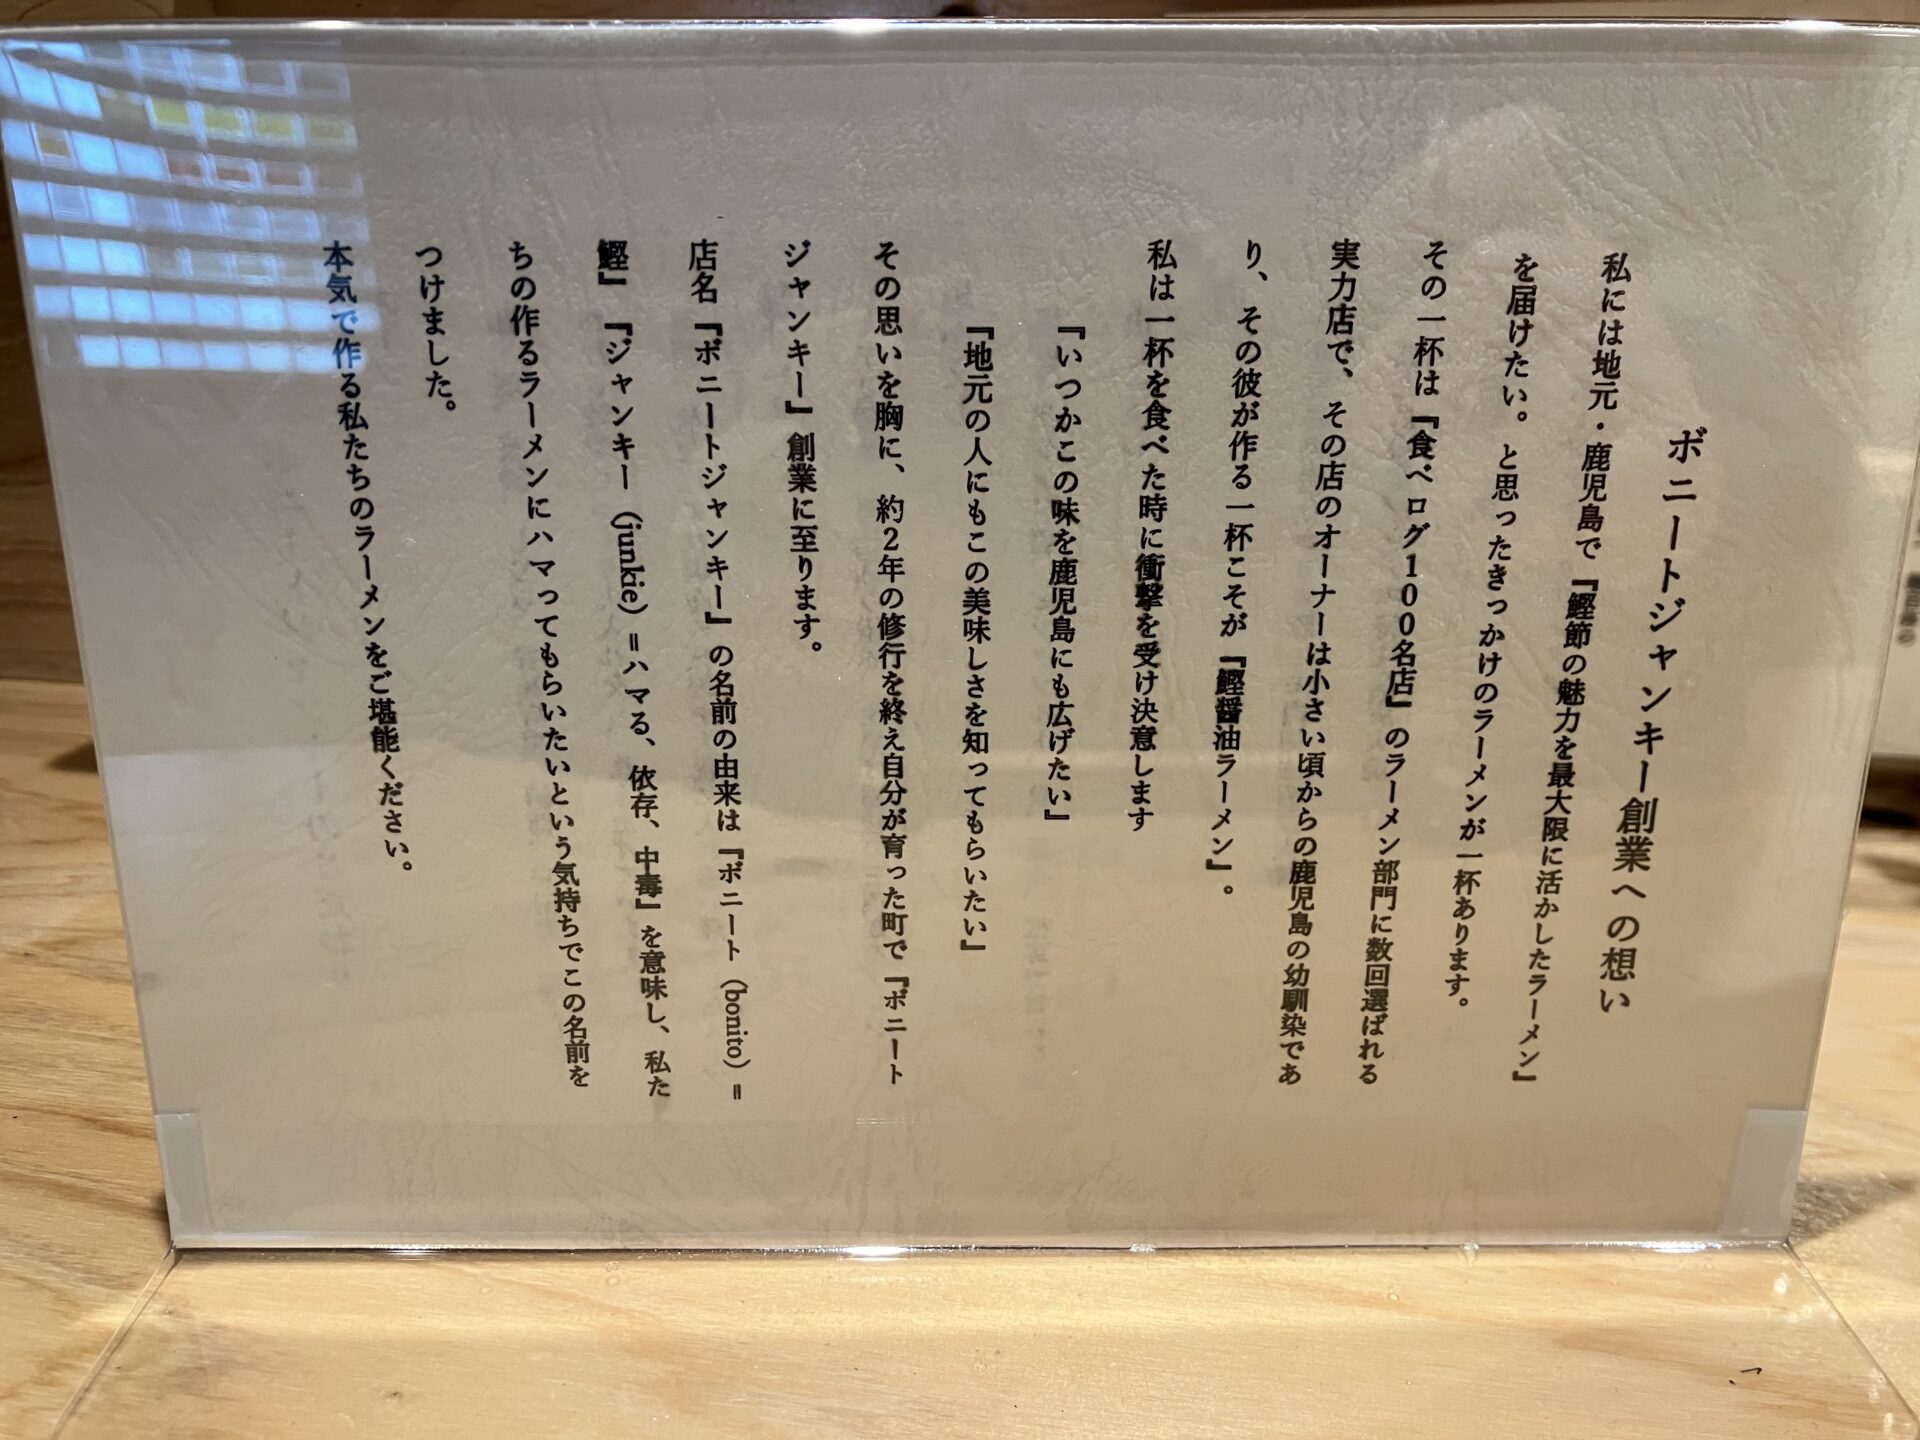 ボニートジャンキー創業への想い
私には地元・鹿児島で『鰹節の魅力を最大限に活かしたラーメン』
を届けたい。と思ったきっかけのラーメンが一杯あります。
その一杯は『食べログ100名店』のラーメン部門に数回選ばれる
実力店で、その店のオーナーは小さい頃からの鹿児島の幼馴染であ
り、その彼が作る一杯こそが『鰹醤油ラーメン』。
私は一杯を食べた時に衝撃を受け決意します
『いつかこの味を鹿児島にも広げたい』
『地元の人にもこの美味しさを知ってもらいたい』
その思いを胸に、約2年の修行を終え自分が育った町で『ボニート
ジャンキー』創業に至ります。
店名『ボニートジャンキー』の名前の由来は『ボニート（bonito）=
鰹』『ジャンキー（junkie）=ハマる、依存、中毒』を意味し、私た
ちの作るラーメンにハマってもらいたいという気持ちでこの名前を
つけました。
本気で作る私たちのラーメンをご堪能ください。